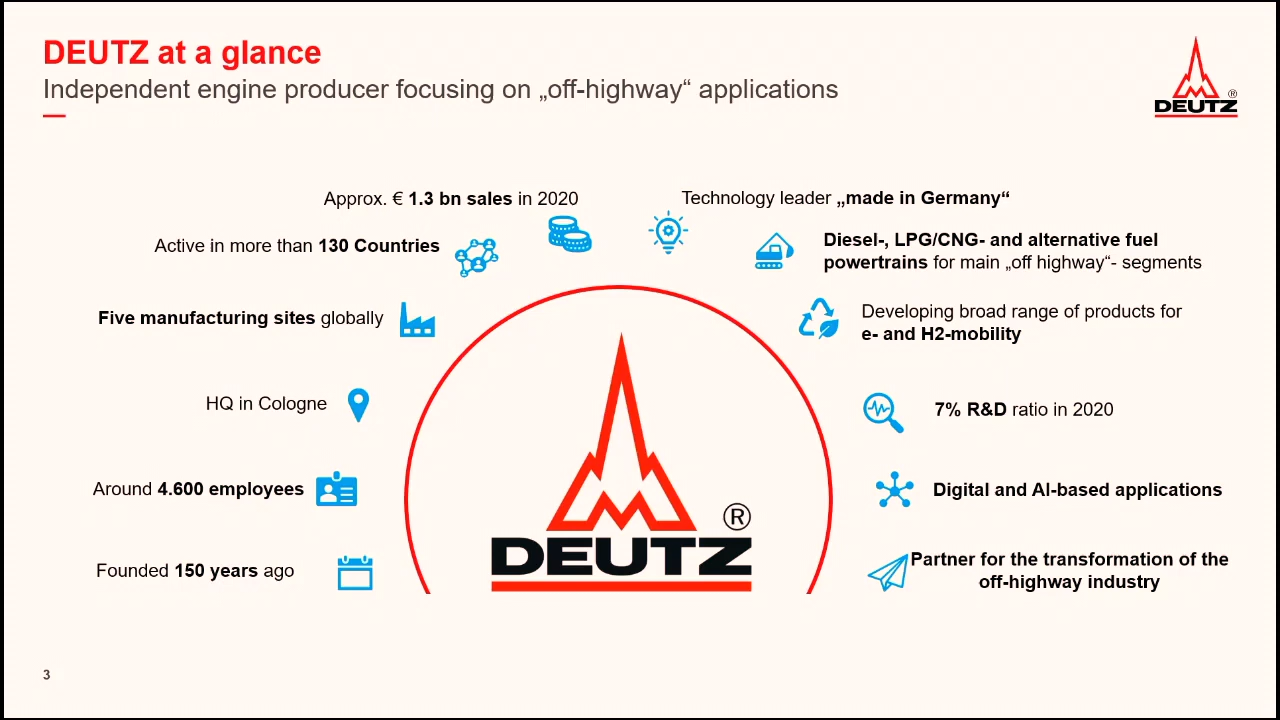 DEUTZ at a glance
Independent engine producer focusing on „off-highway“ applications
DEUTZ ®
Approx. € 1.3 bn sales in 2020
Active in more than 130 Countries
Five manufacturing sites globally
HQ in Cologne
Around 4.600 employees
Founded 150 years ago
Technology leader „made in Germany“
Diesel-, LPG/CNG- and alternative fuel
powertrains for main „off highway“- segments
Developing broad range of products for
e- and H2-mobility
7% R&D ratio in 2020
Digital and AI-based applications
Partner for the transformation of the
off-highway industry
®
DEUTZ
3